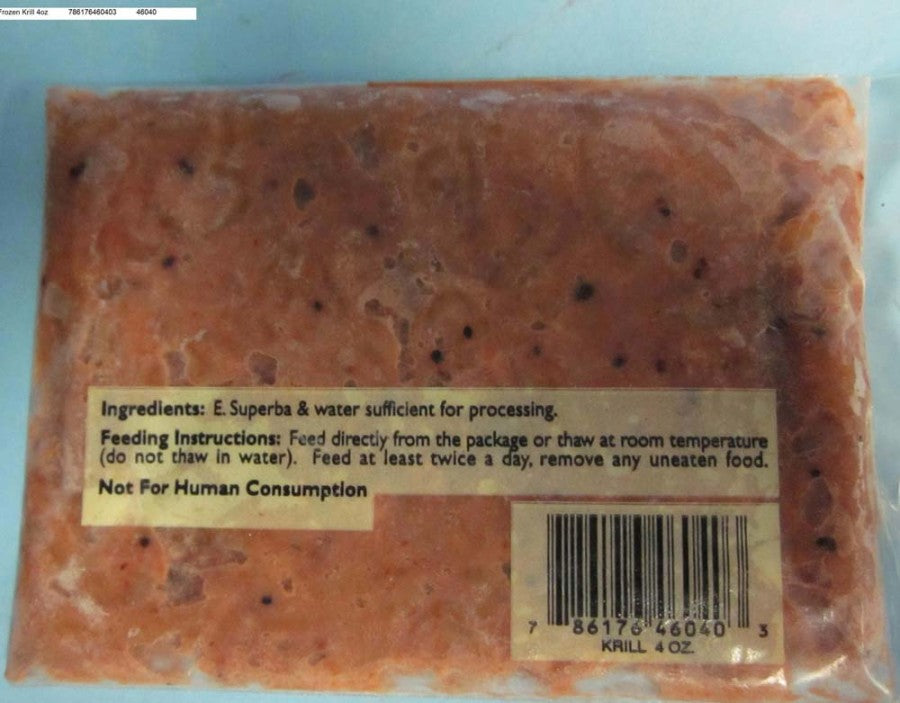 Frozen Krill 4oz 786176460403 46040
Ingredients: E. Superba & water sufficient for processing.
Feeding Instructions: Feed directly from the package or thaw at room temperature
(do not thaw in water). Feed at least twice a day, remove any uneaten food.
Not For Human Consumption
7 86176 46040 3
KRILL 4 OZ.